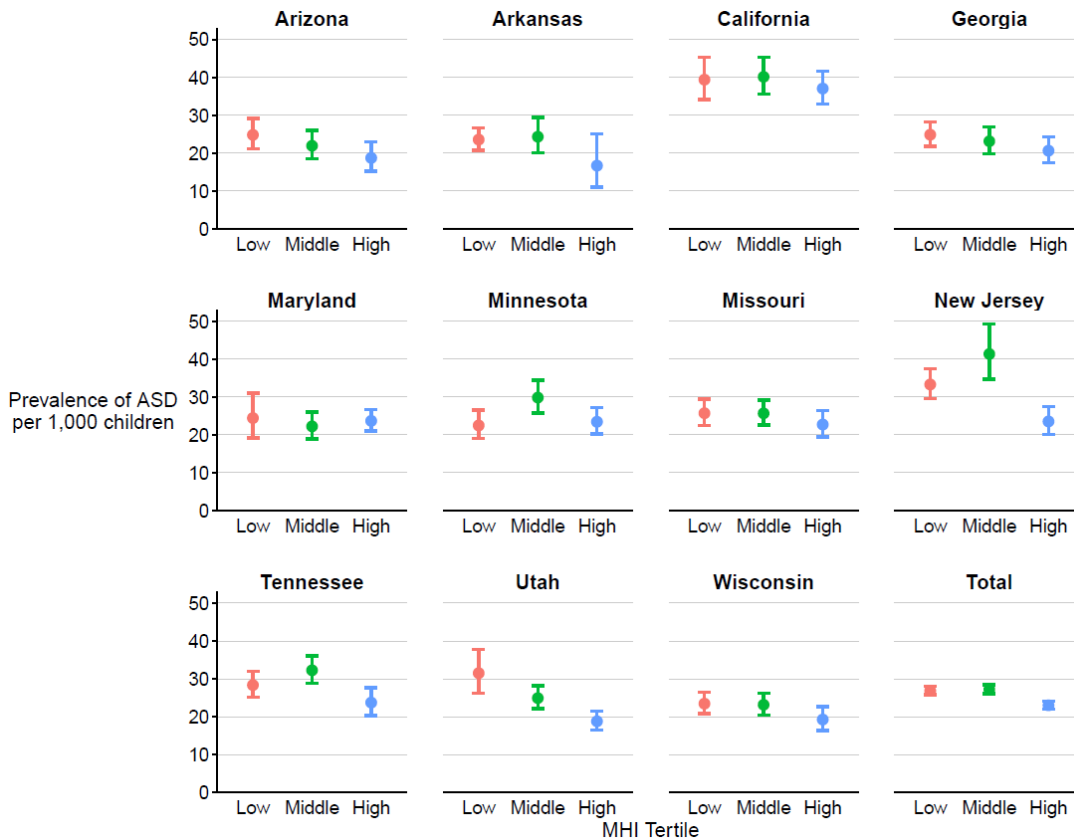 Arizona Arkansas California Georgia
50
40
30
20
10
0
Low Middle High Low Middle High Low Middle High Low Middle High
Maryland Minnesota Missouri New Jersey
50
40
30
20
10
0
Prevalence of ASD
per 1,000 children
Low Middle High Low Middle High Low Middle High Low Middle High
Tennessee Utah Wisconsin Total
50
40
30
20
10
0
Low Middle High Low Middle High Low Middle High Low Middle High
MHI Tertile